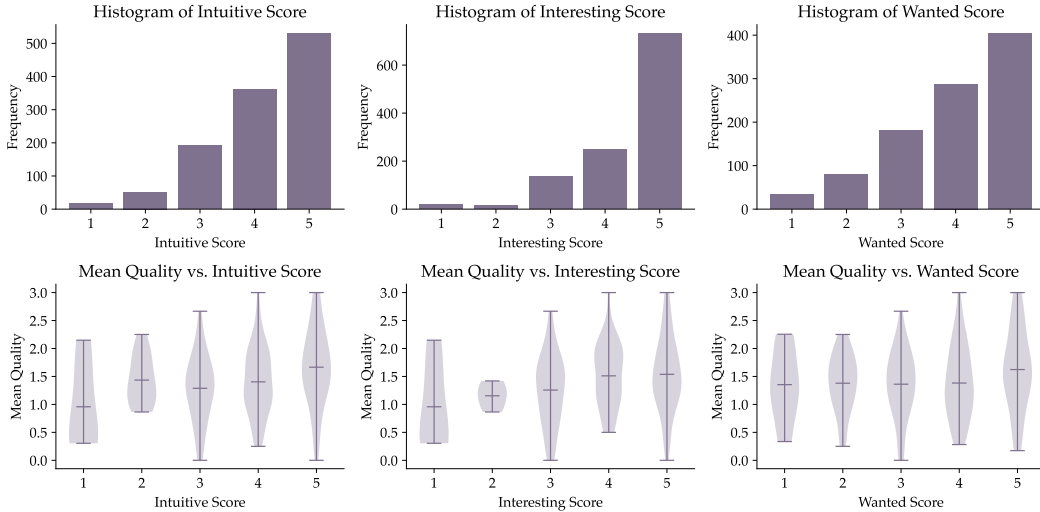 Histogram of Intuitive Score
Frequency
500
400
300
200
100
0
1 2 3 4 5
Intuitive Score
Histogram of Interesting Score
Frequency
600
400
200
0
1 2 3 4 5
Interesting Score
Histogram of Wanted Score
Frequency
400
300
200
100
0
1 2 3 4 5
Wanted Score
Mean Quality vs. Intuitive Score
Mean Quality
3.0
2.5
2.0
1.5
1.0
0.5
0.0
1 2 3 4 5
Intuitive Score
Mean Quality vs. Interesting Score
Mean Quality
3.0
2.5
2.0
1.5
1.0
0.5
0.0
1 2 3 4 5
Interesting Score
Mean Quality vs. Wanted Score
Mean Quality
3.0
2.5
2.0
1.5
1.0
0.5
0.0
1 2 3 4 5
Wanted Score